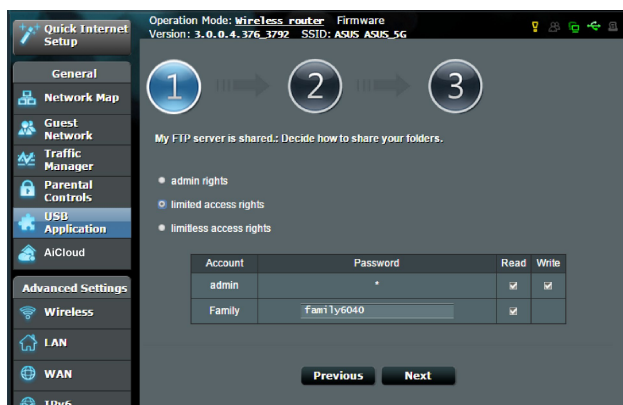 Quick Internet
Setup
Operation Mode: Wireless router Firmware
Version: 3.0.0.4.376_3792 SSID: ASUS ASUS_5G
General
Network Map
Guest
Network
Traffic
Manager
Parental
Controls
USB
Application
AiCloud
Advanced Settings
Wireless
LAN
WAN
IPv6
1
2
3
My FTP server is shared.: Decide how to share your folders.
admin rights
limited access rights
limitless access rights
Account Password Read Write
admin *
Family family6040
Previous Next